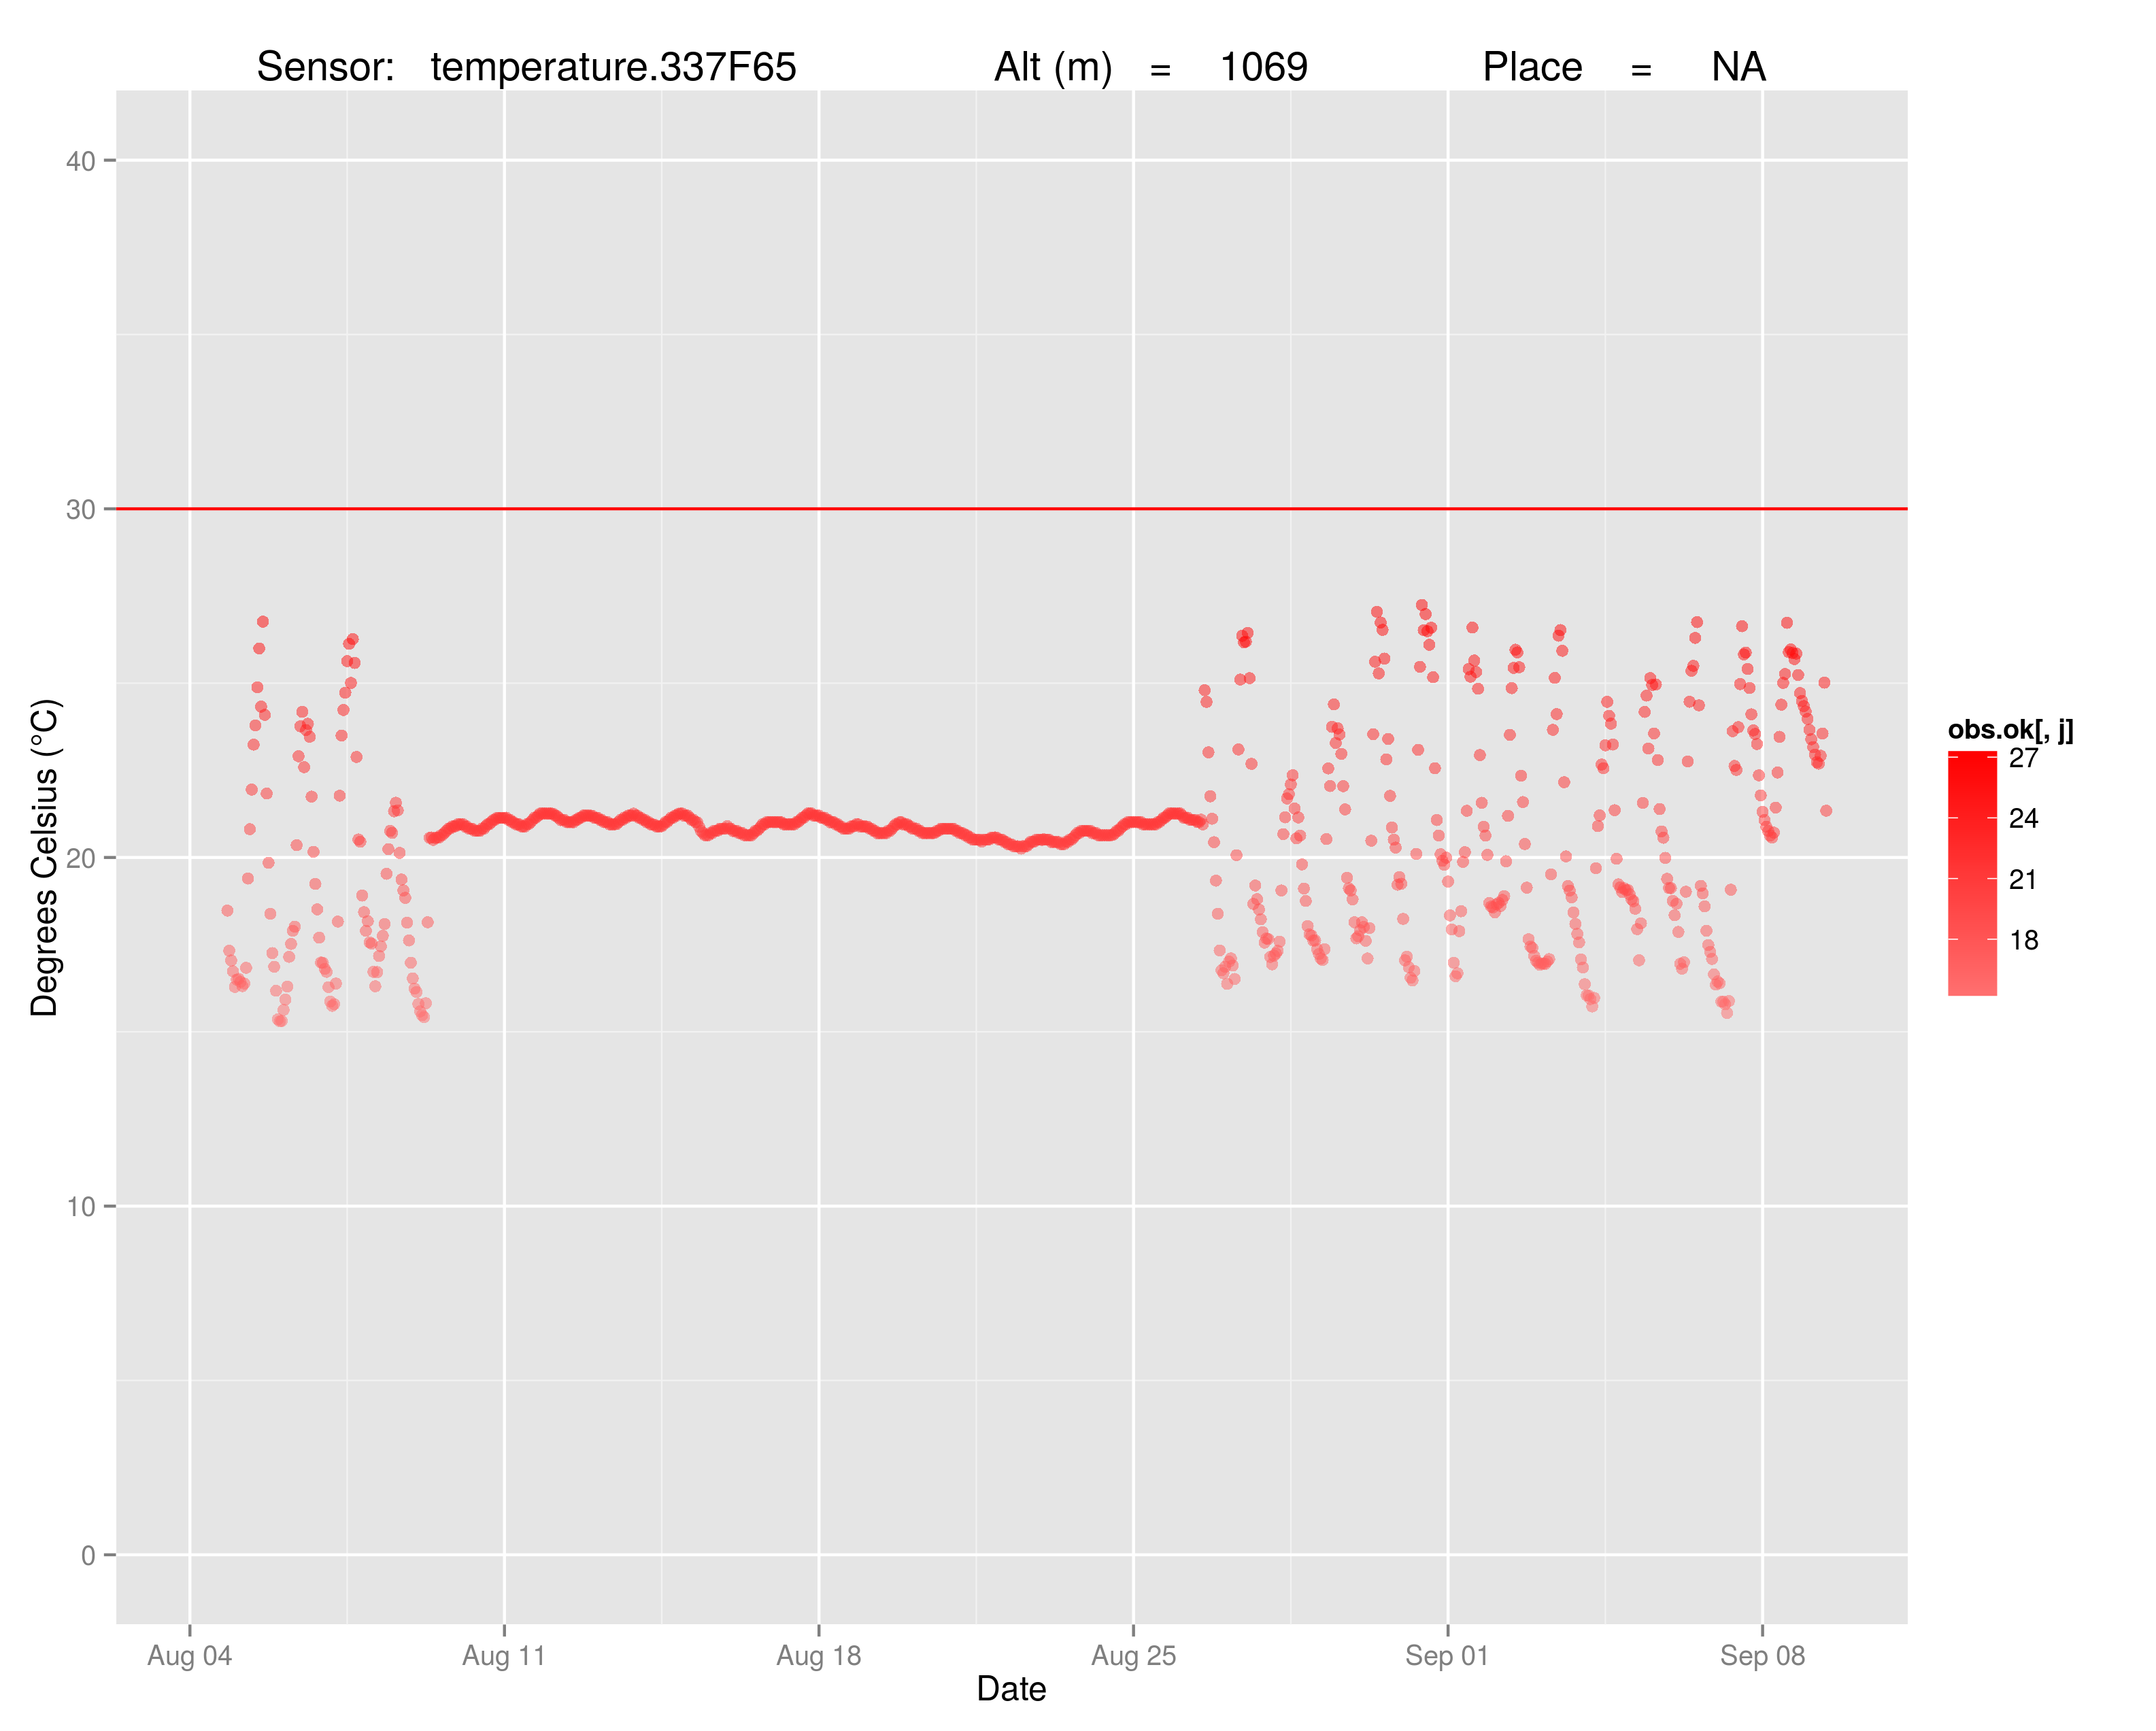 Sensor: temperature.337F65 Alt (m) = 1069 Place = NA
40
30
20
10
0
Degrees Celsius (°C)
Aug 04 Aug 11 Aug 18 Aug 25 Sep 01 Sep 08
Date
obs.ok[, j]
27
24
21
18